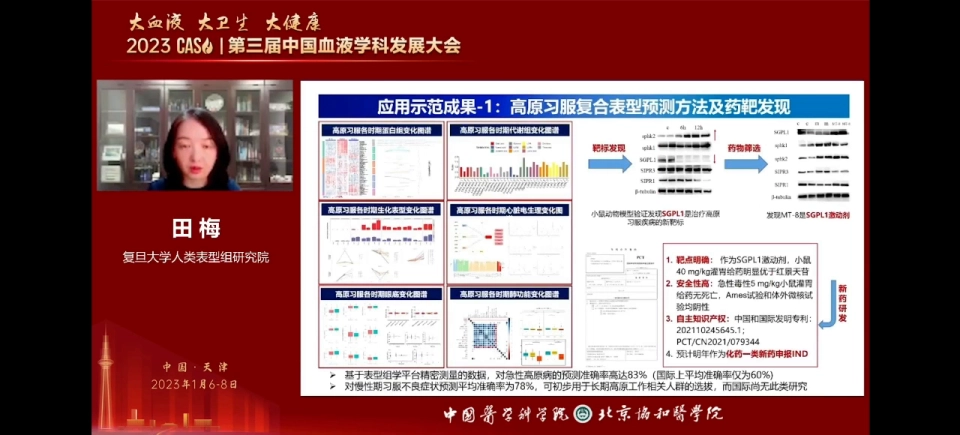 大血液 大卫生 大健康
2023 CASH | 第三届中国血液学科发展大会
田 梅
复旦大学人类表型组研究院
中国·天津
2023年1月6-8日
应用示范成果-1：高原习服复合表型预测方法及药靶发现
高原习服各时期蛋白组变化图谱
高原习服各时期代谢组变化图谱
高原习服各时期生化表型变化图谱
高原习服各时期心脏电生理变化图
高原习服各时期眼底变化图谱
高原习服各时期肺功能变化图谱
靶标发现
c 6h 12h
sphk2
sphk1
SGPL1
S1PR3
S1PR1
β-tubulin
小鼠动物模型验证发现SGPL1是治疗高原
习服疾病的新靶标
药物筛选
SGPL1
sphk1
sphk2
S1PR3
S1PR1
β-tubulin
发现MT-8是SGPL1激动剂
1. 靶点明确： 作为SGPL1激动剂，小鼠
40 mg/kg灌胃给药明显优于红景天苷
2. 安全性高：急性毒性5 mg/kg小鼠灌胃
给药无死亡，Ames试验和体外微核试
验均阴性
3. 自主知识产权：中国和国际发明专利：
202110245645.1；
PCT/CN2021/079344
4. 预计明年作为化药一类新药申报IND
新药研发
➢ 基于表型组学平台精密测量的数据，对急性高原病的预测准确率高达83%（国际上平均准确率仅为60%）
➢ 对慢性期习服不良症状预测平均准确率为78%，可初步用于长期高原工作相关人群的选拔，而国际尚无此类研究
中国医学科学院 北京协和医学院